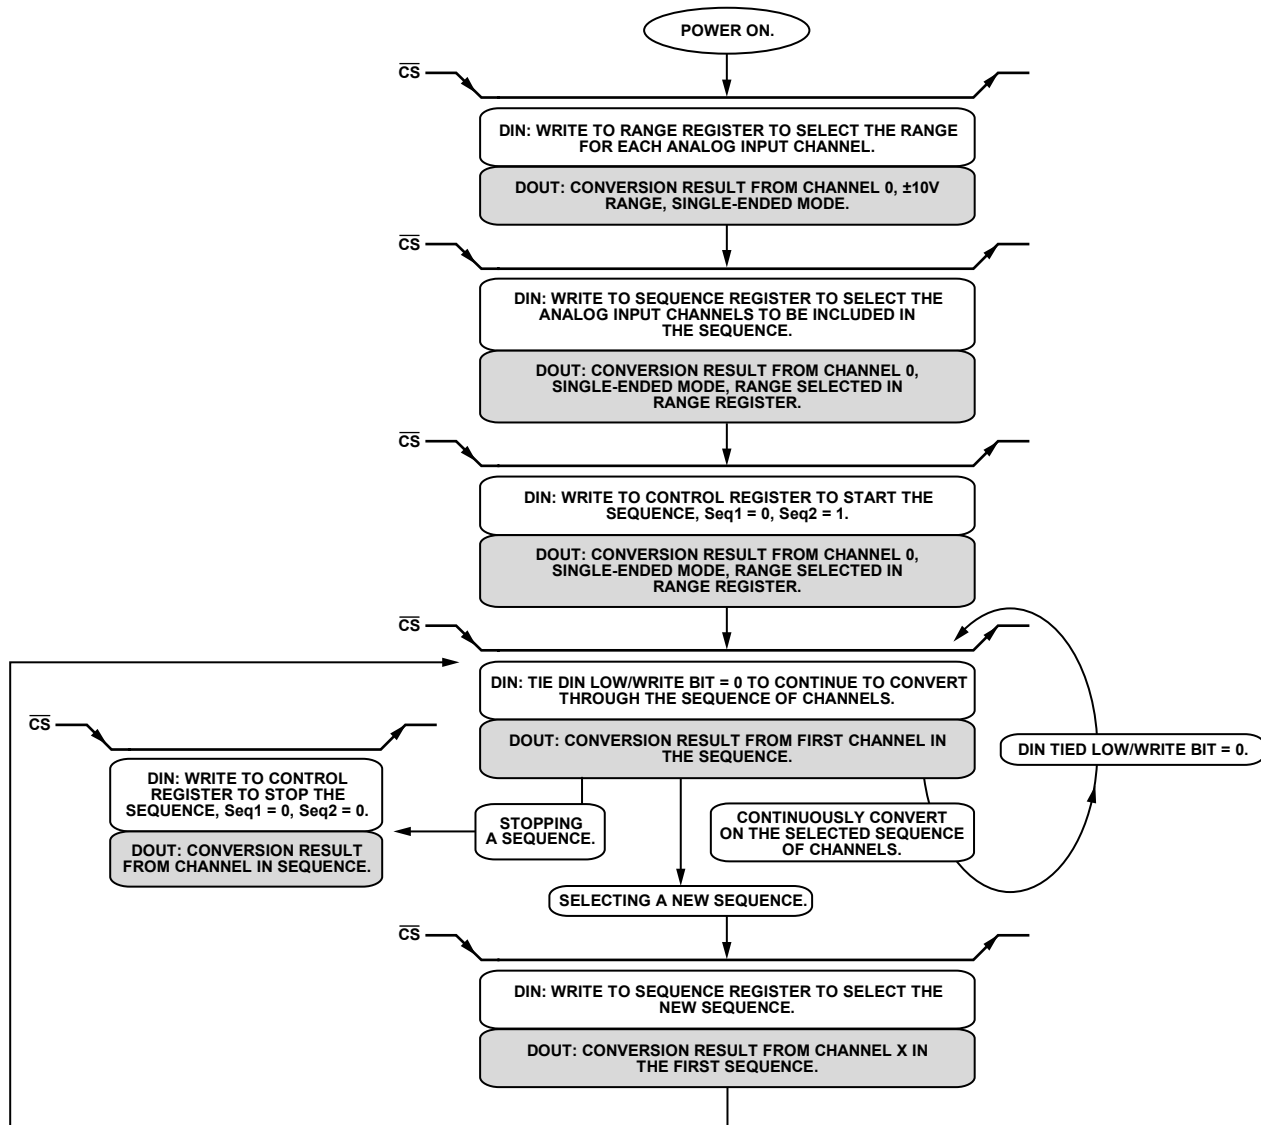 POWER ON.
CS
DIN: WRITE TO RANGE REGISTER TO SELECT THE RANGE
FOR EACH ANALOG INPUT CHANNEL.
DOUT: CONVERSION RESULT FROM CHANNEL 0, ±10V
RANGE, SINGLE-ENDED MODE.
CS
DIN: WRITE TO SEQUENCE REGISTER TO SELECT THE
ANALOG INPUT CHANNELS TO BE INCLUDED IN
THE SEQUENCE.
DOUT: CONVERSION RESULT FROM CHANNEL 0,
SINGLE-ENDED MODE, RANGE SELECTED IN
RANGE REGISTER.
CS
DIN: WRITE TO CONTROL REGISTER TO START THE
SEQUENCE, Seq1 = 0, Seq2 = 1.
DOUT: CONVERSION RESULT FROM CHANNEL 0,
SINGLE-ENDED MODE, RANGE SELECTED IN
RANGE REGISTER.
CS
DIN: TIE DIN LOW/WRITE BIT = 0 TO CONTINUE TO CONVERT
THROUGH THE SEQUENCE OF CHANNELS.
DOUT: CONVERSION RESULT FROM FIRST CHANNEL IN
THE SEQUENCE.
DIN TIED LOW/WRITE BIT = 0.
CS
DIN: WRITE TO CONTROL
REGISTER TO STOP THE
SEQUENCE, Seq1 = 0, Seq2 = 0.
DOUT: CONVERSION RESULT
FROM CHANNEL IN SEQUENCE.
STOPPING
A SEQUENCE.
CONTINUOUSLY CONVERT
ON THE SELECTED SEQUENCE
OF CHANNELS.
SELECTING A NEW SEQUENCE.
CS
DIN: WRITE TO SEQUENCE REGISTER TO SELECT THE
NEW SEQUENCE.
DOUT: CONVERSION RESULT FROM CHANNEL X IN
THE FIRST SEQUENCE.